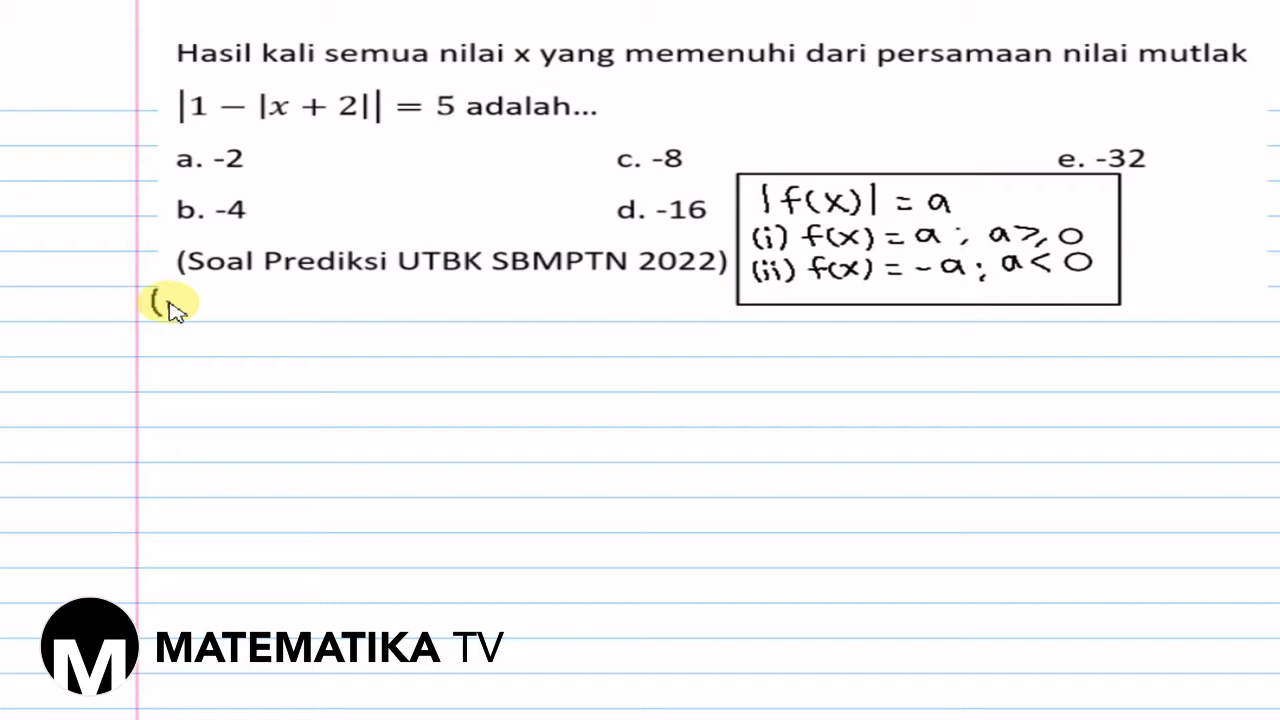 Hasil kali semua nilai x yang memenuhi dari persamaan nilai mutlak
|1 − |x + 2|| = 5 adalah...
a. -2 c. -8 e. -32
b. -4 d. -16
(Soal Prediksi UTBK SBMPTN 2022)
|f(x)| = a
(i) f(x) = a ; a ≥ 0
(ii) f(x) = -a ; a < 0
(
M MATEMATIKA TV